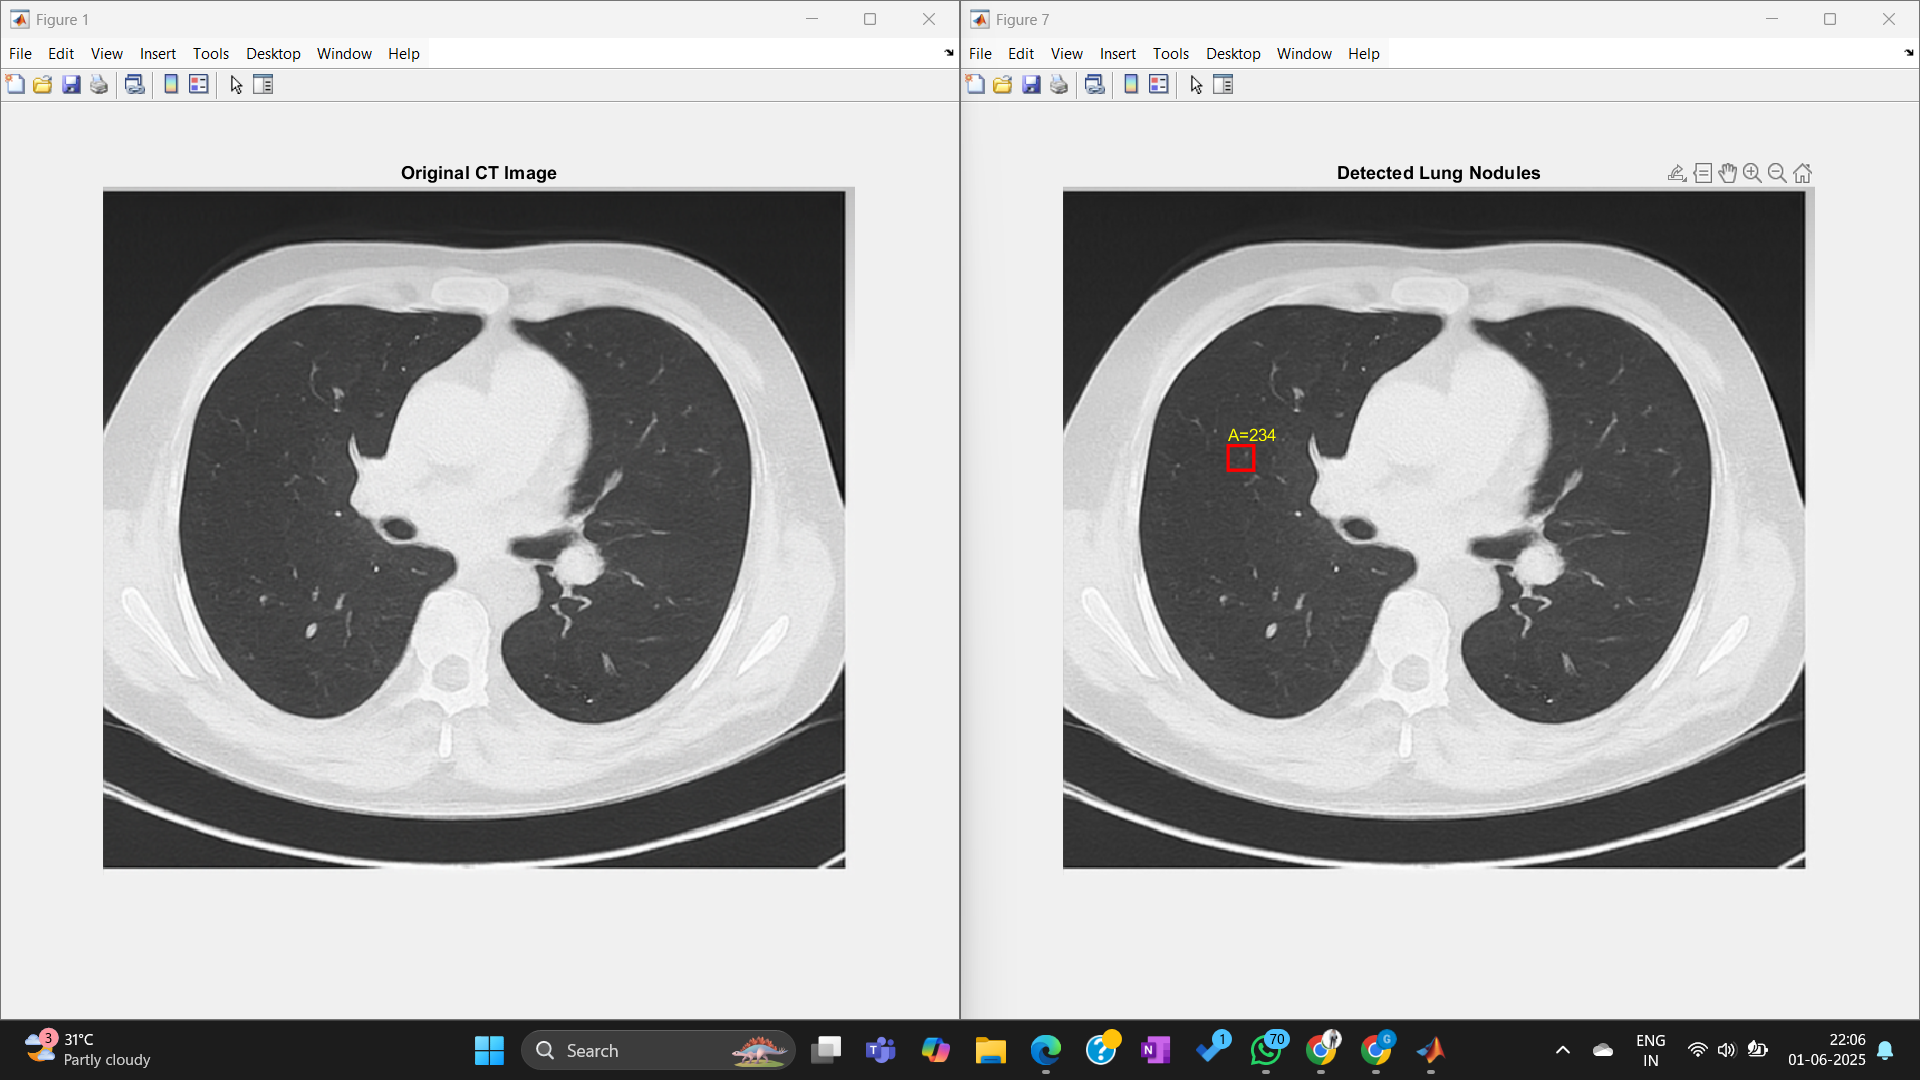 Figure 1
File Edit View Insert Tools Desktop Window Help
Original CT Image
Figure 7
File Edit View Insert Tools Desktop Window Help
Detected Lung Nodules
A=234
3
31°C
Partly cloudy
Search
T
?
N
1
70
G
ENG
IN
22:06
01-06-2025